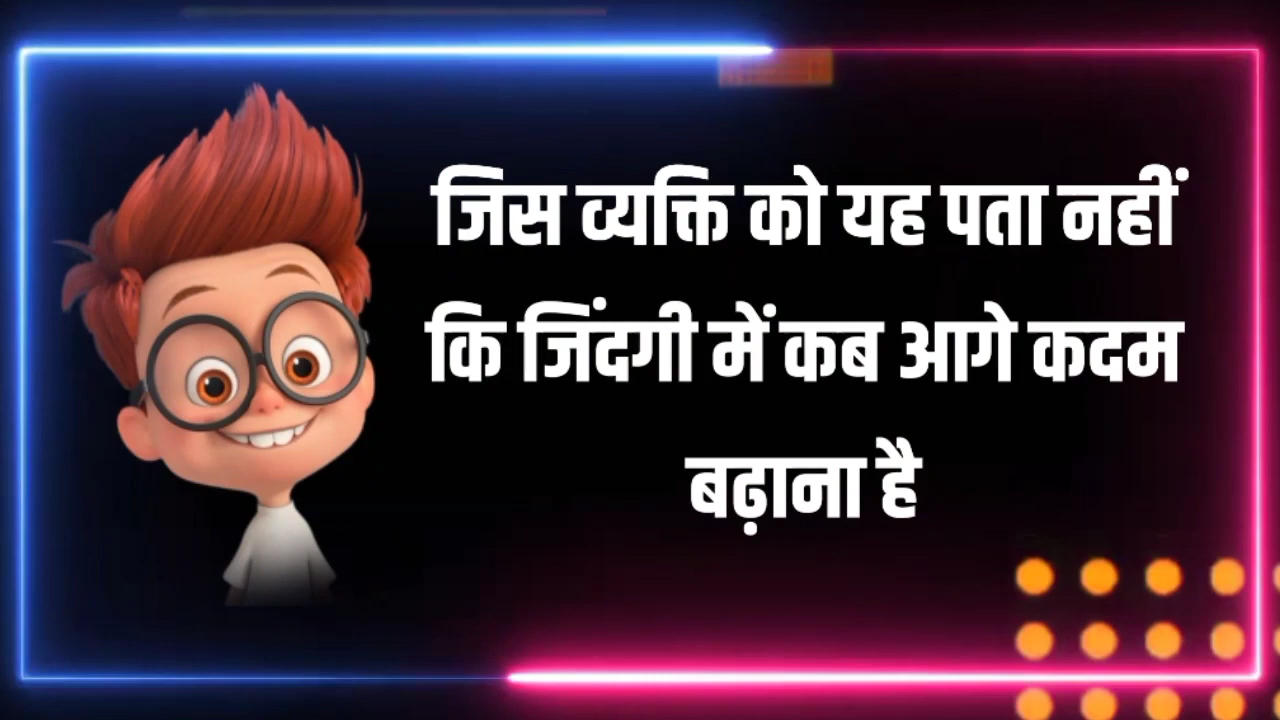 जिस व्यक्ति को यह पता नहीं
कि जिंदगी में कब आगे कदम
बढ़ाना है